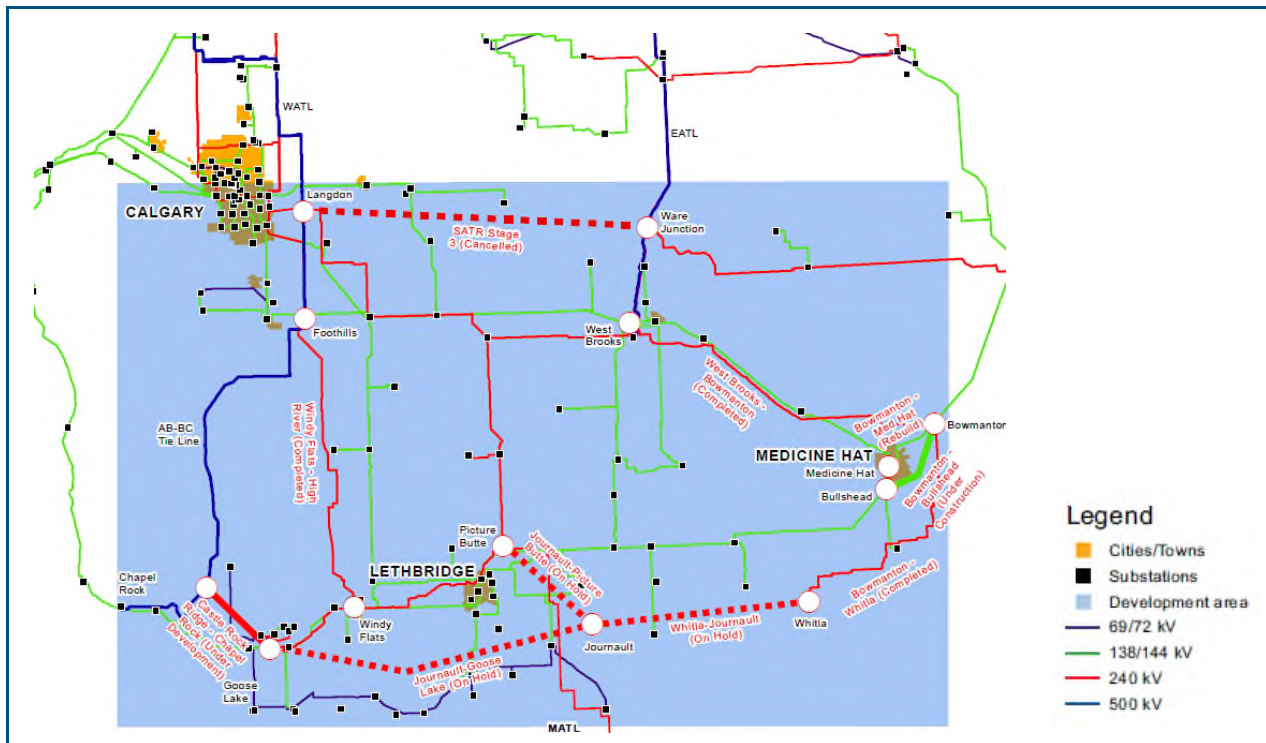 WATL
EATL
CALGARY
Langdon
Ware
Junction
SATR Stage
3 (Cancelled)
Foothills
West
Brooks
West Brooks -
Bowmanton
(Completed)
Windy Flats - High
River (Completed)
AB-BC
Tie Line
Bowmanton -
Med Hat
(Rebuild)
Bowmanton
MEDICINE HAT
Medicine Hat
Bullshead
Bowmanton -
Bullshead
(Under
Construction)
Picture
Butte
Journault-Picture
Butte (On Hold)
LETHBRIDGE
Chapel
Rock
Castle Rock
Ridge - Chapel
Rock (Under
Development)
Windy
Flats
Bowmanton -
Whitla (Completed)
Whitla-Journault
(On Hold)
Whitla
Journault
Journault-Goose
Lake (On Hold)
Goose
Lake
MATL
Legend
Cities/Towns
Substations
Development area
69/72 kV
138/144 kV
240 kV
500 kV